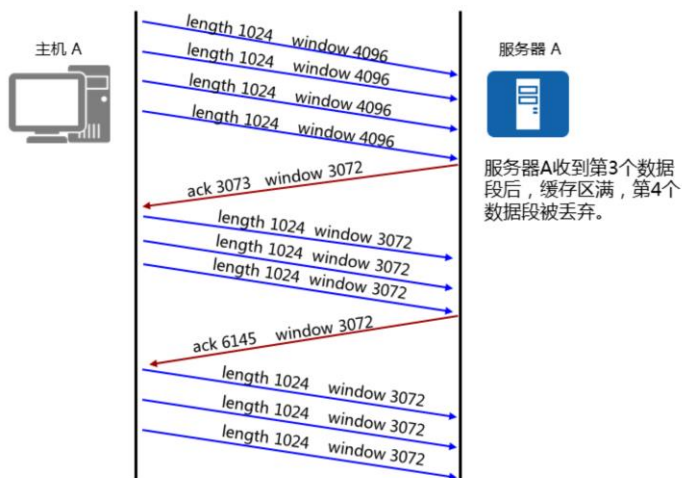 主机 A
服务器 A
length 1024 window 4096
length 1024 window 4096
length 1024 window 4096
length 1024 window 4096
服务器A收到第3个数据
段后，缓存区满，第4个
数据段被丢弃。
ack 3073 window 3072
length 1024 window 3072
length 1024 window 3072
length 1024 window 3072
ack 6145 window 3072
length 1024 window 3072
length 1024 window 3072
length 1024 window 3072